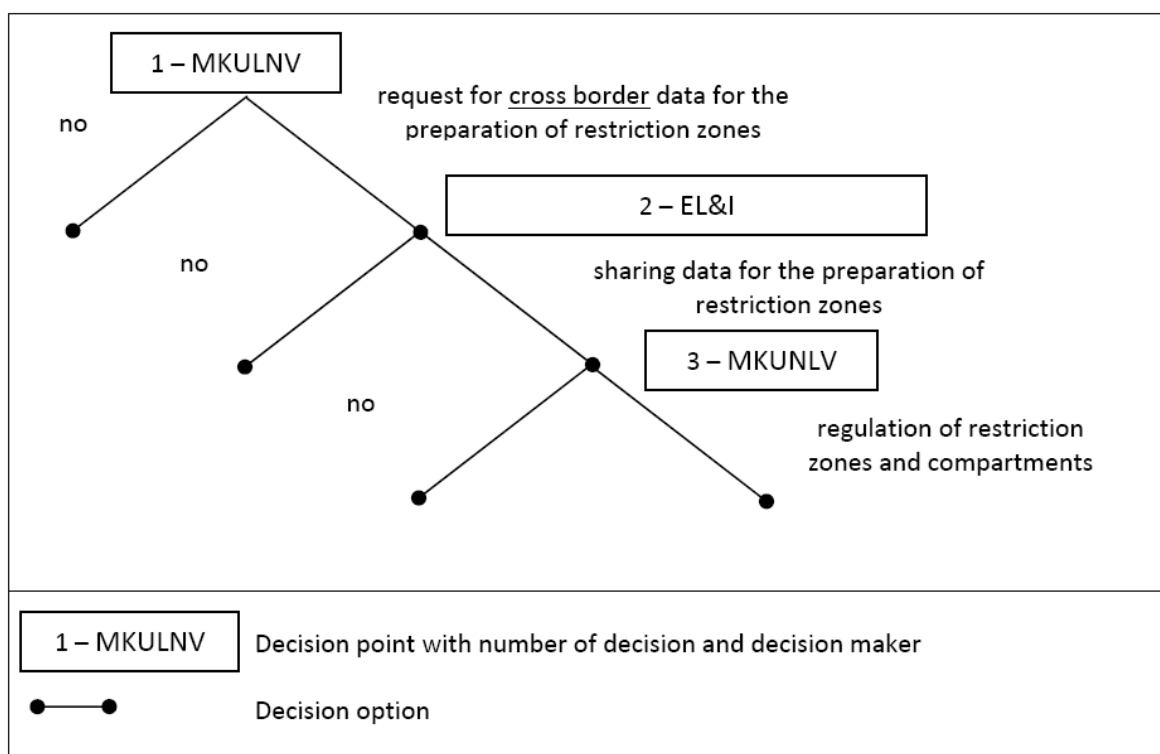 1 – MKULNV
request for cross border data for the
preparation of restriction zones
no
2 – EL&I
no
sharing data for the preparation of
restriction zones
3 – MKUNLV
no
regulation of restriction
zones and compartments
1 – MKULNV
Decision point with number of decision and decision maker
Decision option